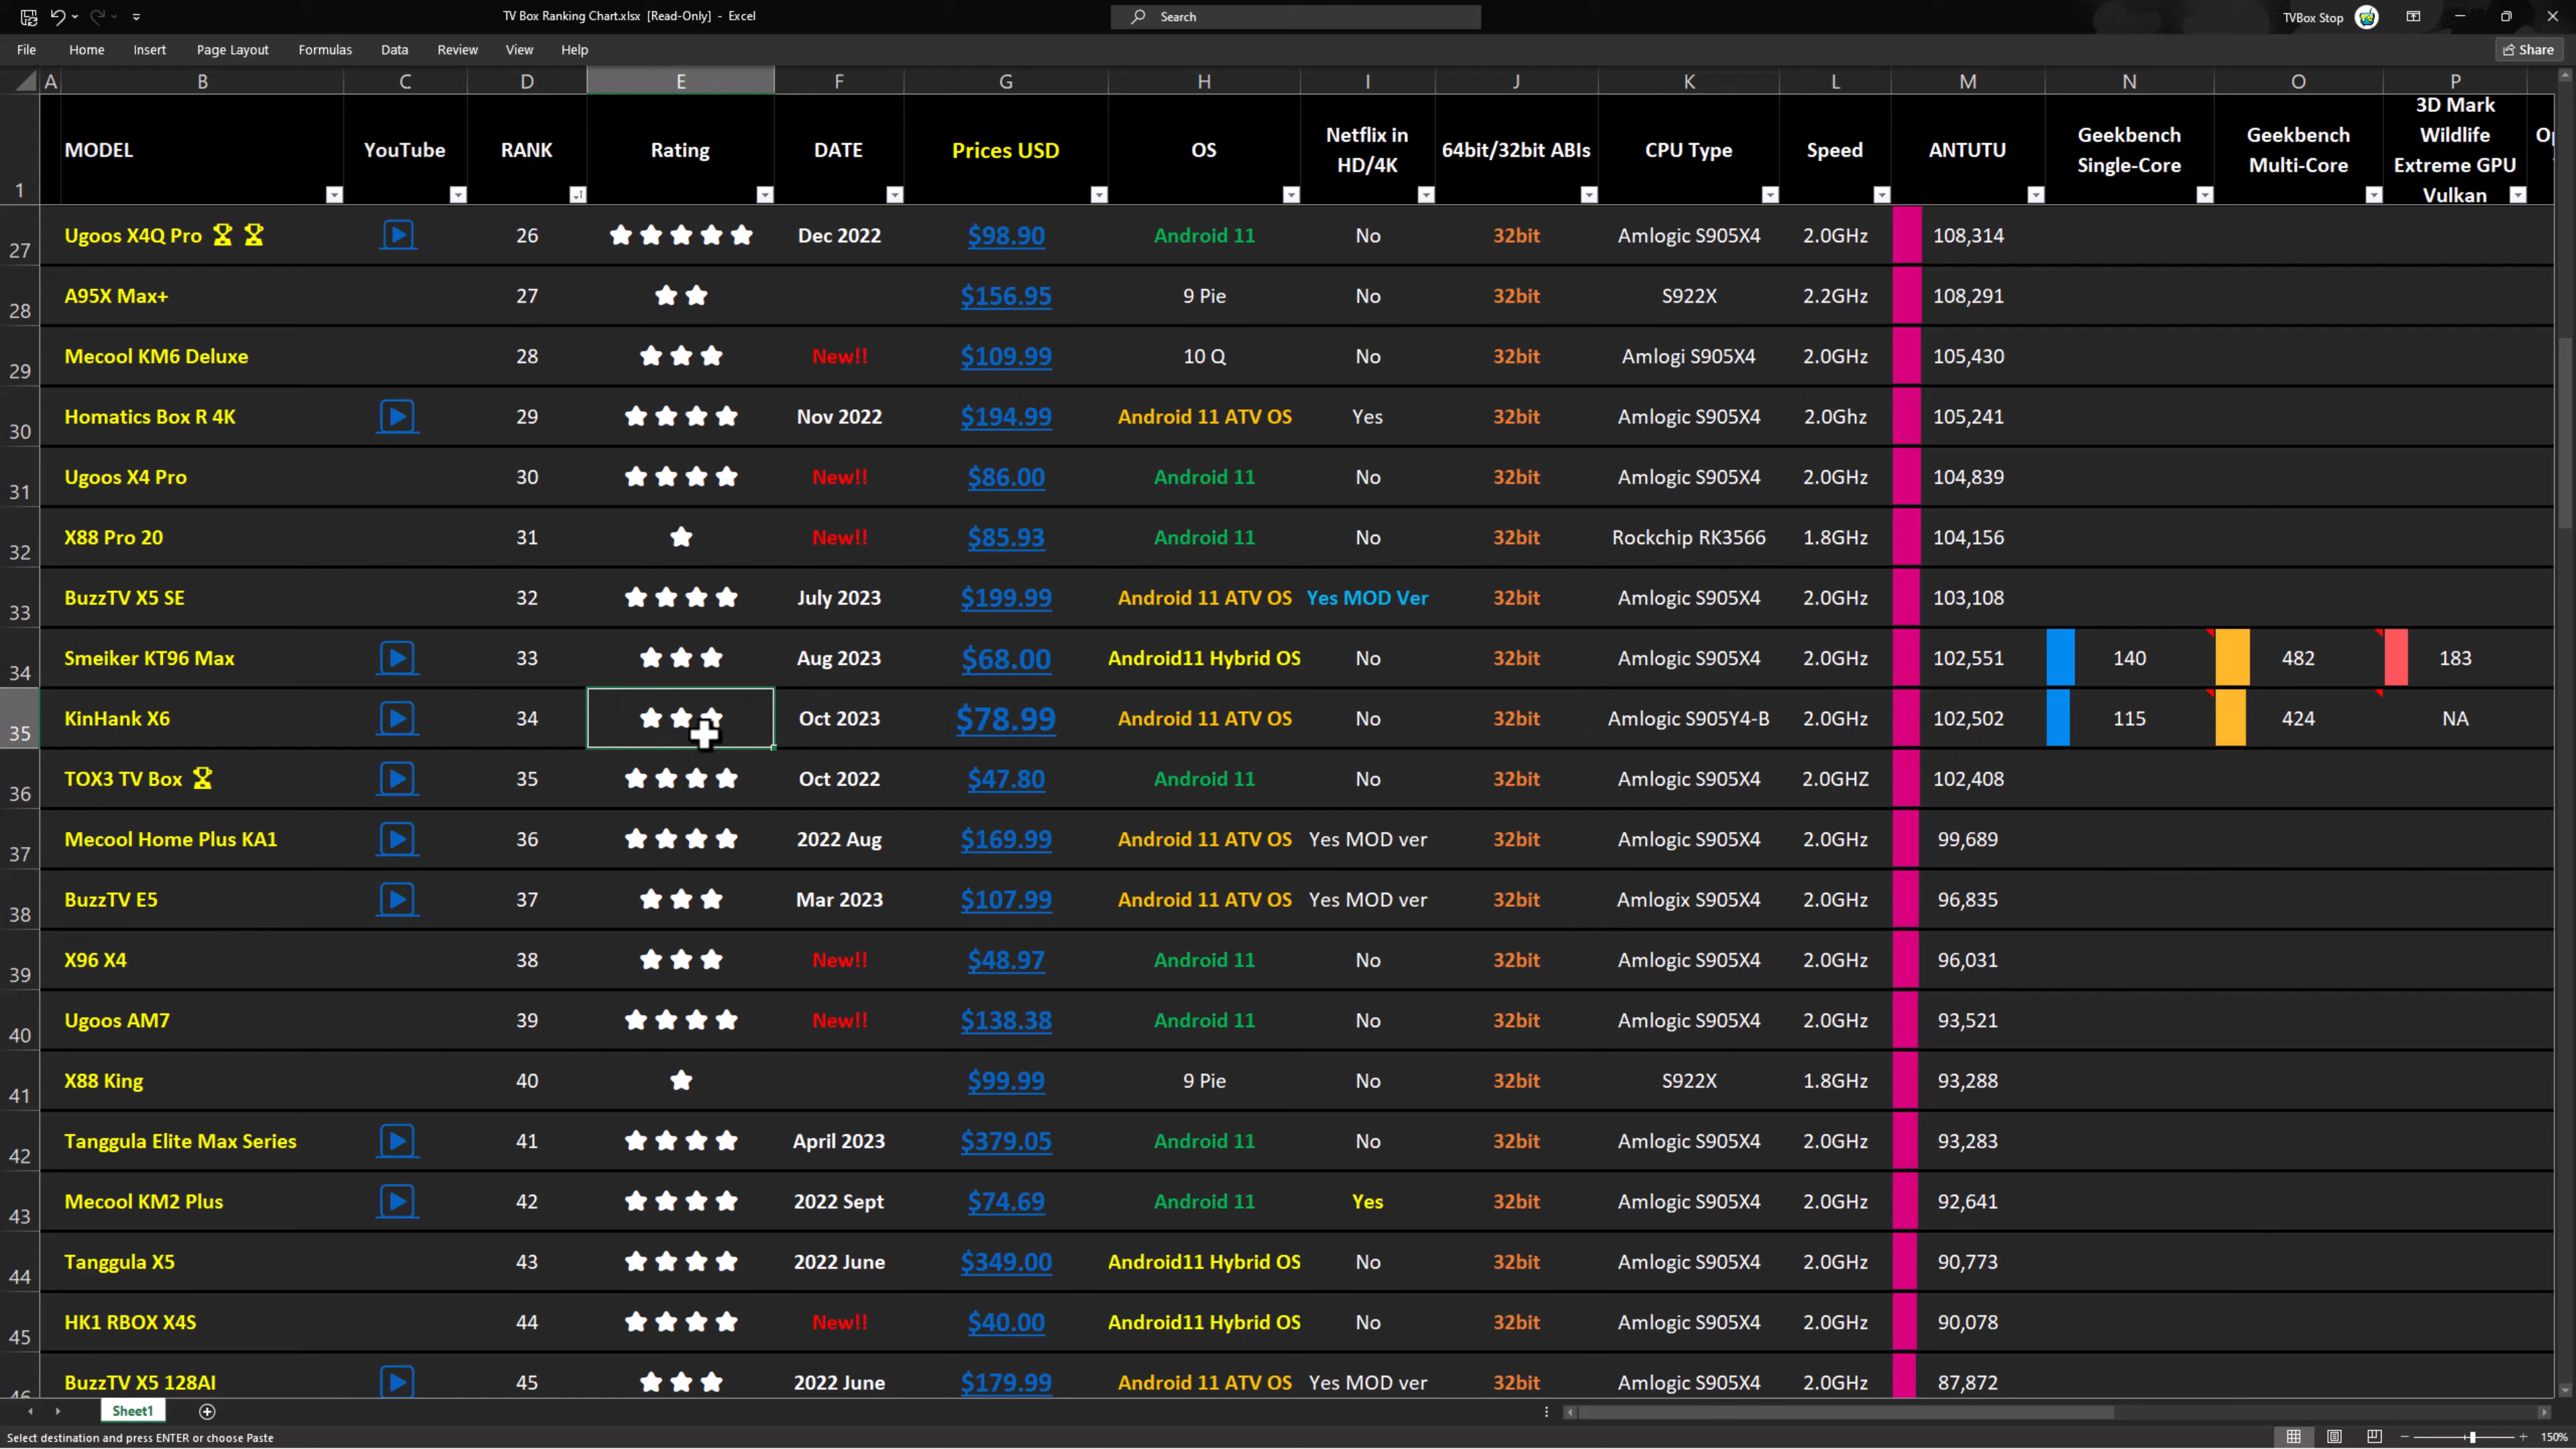 TV Box Ranking Chart.xlsx [Read-Only] - Excel
Search
TVBox Stop
File Home Insert Page Layout Formulas Data Review View Help
Share
A B C D E F G H I J K L M N O P
1 MODEL YouTube RANK Rating DATE Prices USD OS Netflix in HD/4K 64bit/32bit ABIs CPU Type Speed ANTUTU Geekbench Single-Core Geekbench Multi-Core 3D Mark Wildlife Extreme GPU Vulkan
27 Ugoos X4Q Pro 26 Dec 2022 $98.90 Android 11 No 32bit Amlogic S905X4 2.0GHz 108,314
28 A95X Max+ 27 $156.95 9 Pie No 32bit S922X 2.2GHz 108,291
29 Mecool KM6 Deluxe 28 New!! $109.99 10 Q No 32bit Amlogi S905X4 2.0GHz 105,430
30 Homatics Box R 4K 29 Nov 2022 $194.99 Android 11 ATV OS Yes 32bit Amlogic S905X4 2.0Ghz 105,241
31 Ugoos X4 Pro 30 New!! $86.00 Android 11 No 32bit Amlogic S905X4 2.0GHz 104,839
32 X88 Pro 20 31 New!! $85.93 Android 11 No 32bit Rockchip RK3566 1.8GHz 104,156
33 BuzzTV X5 SE 32 July 2023 $199.99 Android 11 ATV OS Yes MOD Ver 32bit Amlogic S905X4 2.0GHz 103,108
34 Smeiker KT96 Max 33 Aug 2023 $68.00 Android11 Hybrid OS No 32bit Amlogic S905X4 2.0GHz 102,551 140 482 183
35 KinHank X6 34 Oct 2023 $78.99 Android 11 ATV OS No 32bit Amlogic S905Y4-B 2.0GHz 102,502 115 424 NA
36 TOX3 TV Box 35 Oct 2022 $47.80 Android 11 No 32bit Amlogic S905X4 2.0GHZ 102,408
37 Mecool Home Plus KA1 36 2022 Aug $169.99 Android 11 ATV OS Yes MOD ver 32bit Amlogic S905X4 2.0GHz 99,689
38 BuzzTV E5 37 Mar 2023 $107.99 Android 11 ATV OS Yes MOD ver 32bit Amlogix S905X4 2.0GHz 96,835
39 X96 X4 38 New!! $48.97 Android 11 No 32bit Amlogic S905X4 2.0GHz 96,031
40 Ugoos AM7 39 New!! $138.38 Android 11 No 32bit Amlogic S905X4 2.0GHz 93,521
41 X88 King 40 $99.99 9 Pie No 32bit S922X 1.8GHz 93,288
42 Tanggula Elite Max Series 41 April 2023 $379.05 Android 11 No 32bit Amlogic S905X4 2.0GHz 93,283
43 Mecool KM2 Plus 42 2022 Sept $74.69 Android 11 Yes 32bit Amlogic S905X4 2.0GHz 92,641
44 Tanggula X5 43 2022 June $349.00 Android11 Hybrid OS No 32bit Amlogic S905X4 2.0GHz 90,773
45 HK1 RBOX X4S 44 New!! $40.00 Android11 Hybrid OS No 32bit Amlogic S905X4 2.0GHz 90,078
46 BuzzTV X5 128AI 45 2022 June $179.99 Android 11 ATV OS Yes MOD ver 32bit Amlogic S905X4 2.0GHz 87,872
Sheet1
Select destination and press ENTER or choose Paste
150%